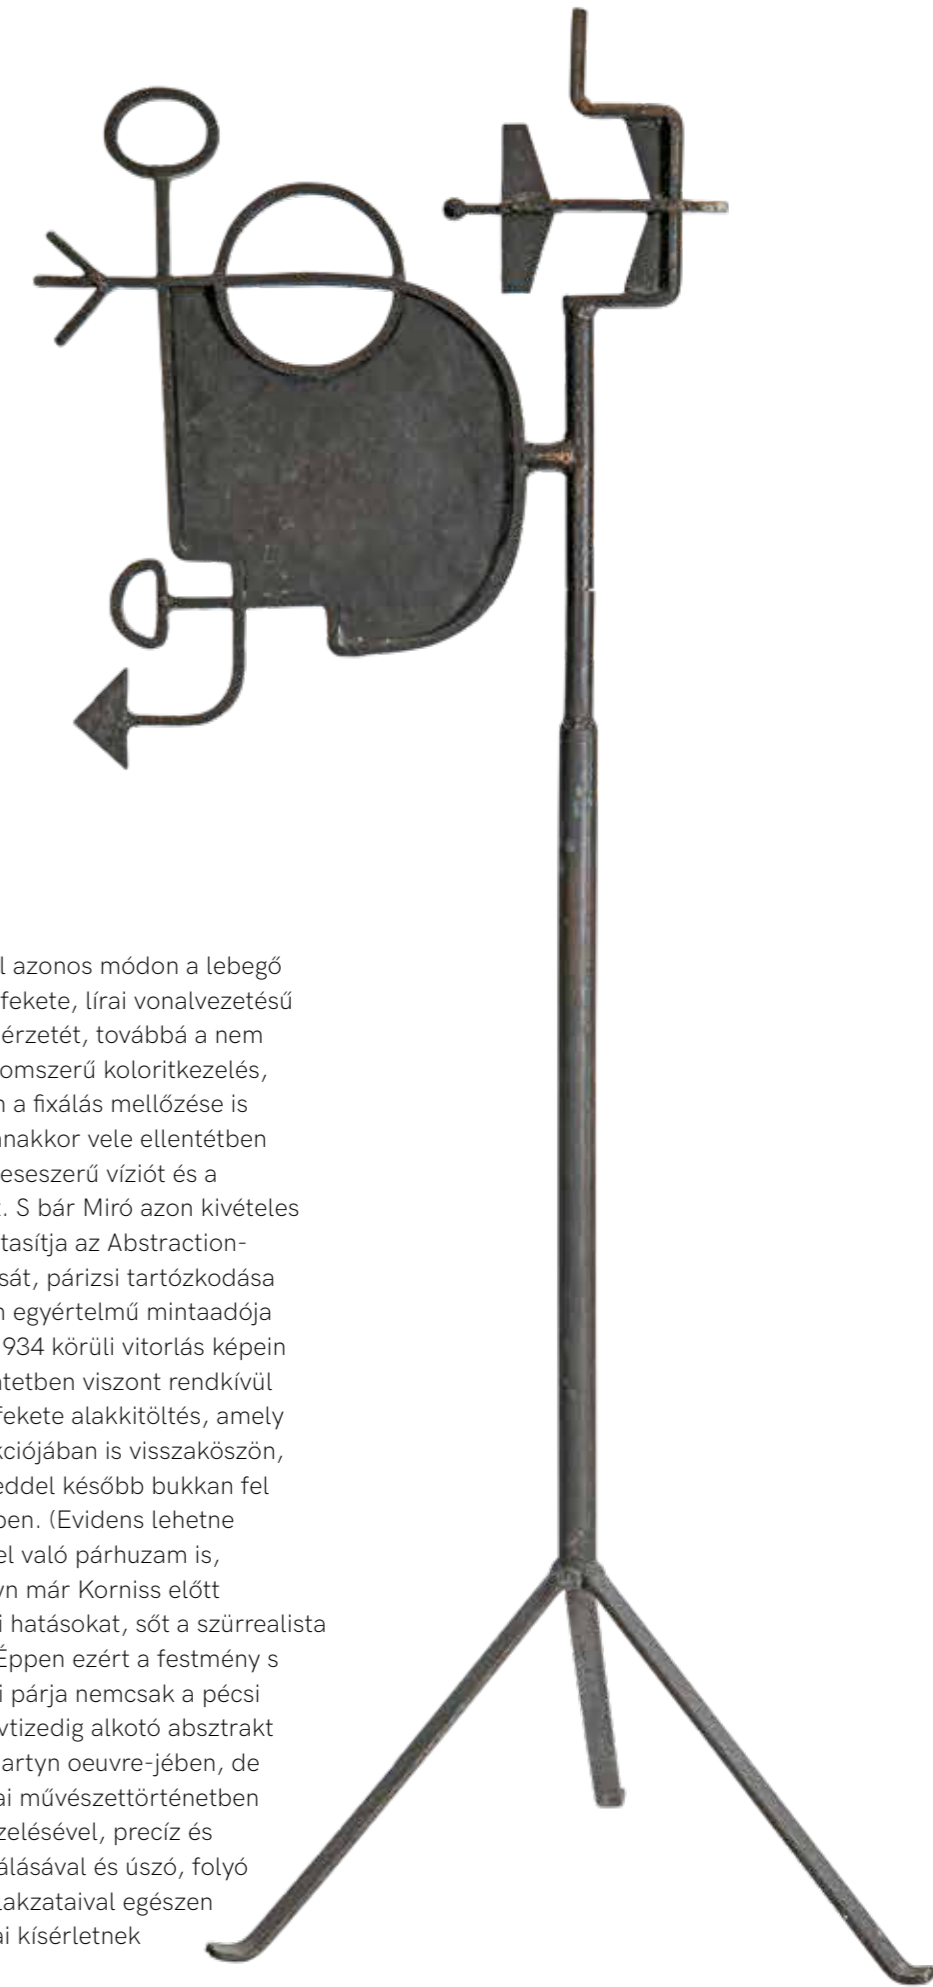 l azonos módon a lebegő
fekete, lírai vonalvezetésű
érzetét, továbbá a nem
omszerű koloritkezelés,
n a fixálás mellőzése is
anakkor vele ellentétben
eseszerű víziót és a
t. S bár Miró azon kivételes
tasítja az Abstraction-
sát, párizsi tartózkodása
n egyértelmű mintaadója
934 körüli vitorlás képein
ntetben viszont rendkívül
fekete alakkitöltés, amely
kciójában is visszaköszön,
eddel később bukkan fel
ben. (Evidens lehetne
el való párhuzam is,
yn már Korniss előtt
i hatásokat, sőt a szürrealista
Éppen ezért a festmény s
i párja nemcsak a pécsi
vtizedig alkotó absztrakt
artyn oeuvre-jében, de
ai művészettörténetben
zelésével, precíz és
álásával és úszó, folyó
lakzataival egészen
ai kísérletnek